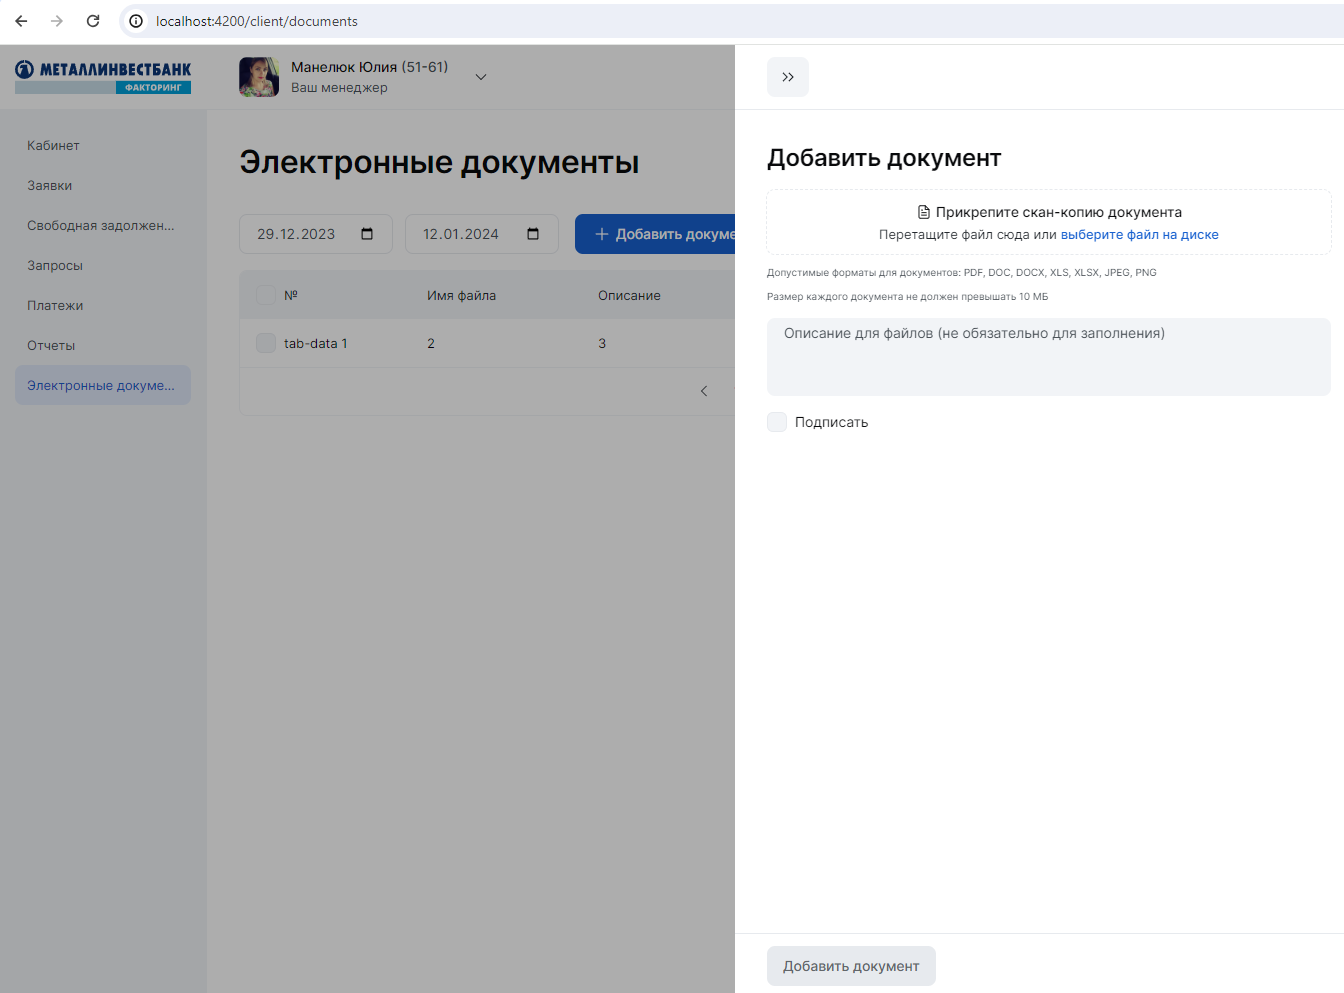 localhost:4200/client/documents
МЕТАЛЛИНВЕСТБАНК
ФАКТОРИНГ
Манелюк Юлия (51-61)
Ваш менеджер
Кабинет
Заявки
Свободная задолжен...
Запросы
Платежи
Отчеты
Электронные докуме...
Электронные документы
29.12.2023
12.01.2024
Добавить докуме
№ Имя файла Описание
tab-data 1 2 3
Добавить документ
Прикрепите скан-копию документа
Перетащите файл сюда или выберите файл на диске
Допустимые форматы для документов: PDF, DOC, DOCX, XLS, XLSX, JPEG, PNG
Размер каждого документа не должен превышать 10 МБ
Описание для файлов (не обязательно для заполнения)
Подписать
Добавить документ